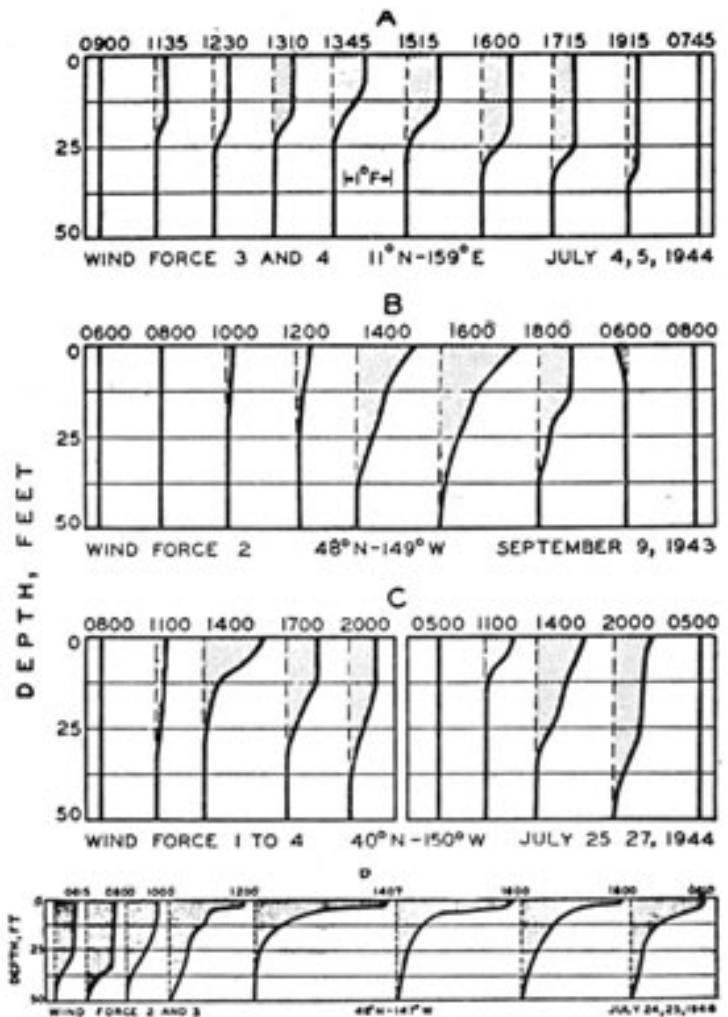 A
0900 1135 1230 1310 1345 1515 1600 1715 1915 0745
0
25
1°F
50
WIND FORCE 3 AND 4 11°N-159°E JULY 4, 5, 1944
B
0600 0800 1000 1200 1400 1600 1800 0600 0800
0
25
50
WIND FORCE 2 48°N-149°W SEPTEMBER 9, 1943
DEPTH, FEET
C
0800 1100 1400 1700 2000 0500 1100 1400 2000 0500
0
25
50
WIND FORCE 1 TO 4 40°N-150°W JULY 25 27, 1944
D
1000 1200 1407 1600
0
25
50
DEPTH, FT
WIND FORCE 2 AND 3